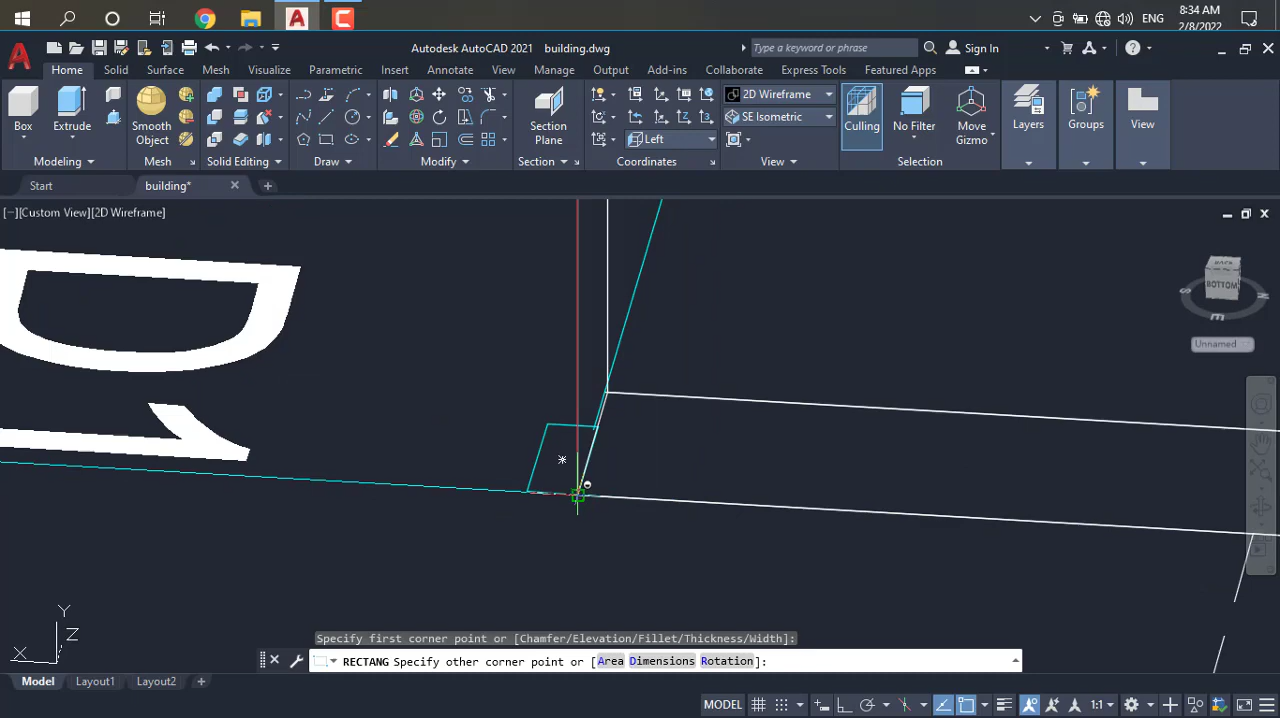 8:34 AM
ENG
2/8/2022
Autodesk AutoCAD 2021 building.dwg
Type a keyword or phrase
Sign In
Home Solid Surface Mesh Visualize Parametric Insert Annotate View Manage Output Add-ins Collaborate Express Tools Featured Apps
2D Wireframe
SE Isometric
Left
Box Extrude Smooth Object Section Plane Culling No Filter Move Gizmo Layers Groups View
Modeling Mesh Solid Editing Draw Modify Section Coordinates View Selection
Start building*
[−][Custom View][2D Wireframe]
BACK
BOTTOM
S
N
E
Unnamed
D
1
Y
Z
X
Specify first corner point or [Chamfer/Elevation/Fillet/Thickness/Width]:
RECTANG Specify other corner point or [Area Dimensions Rotation]:
Model Layout1 Layout2
MODEL 1:1